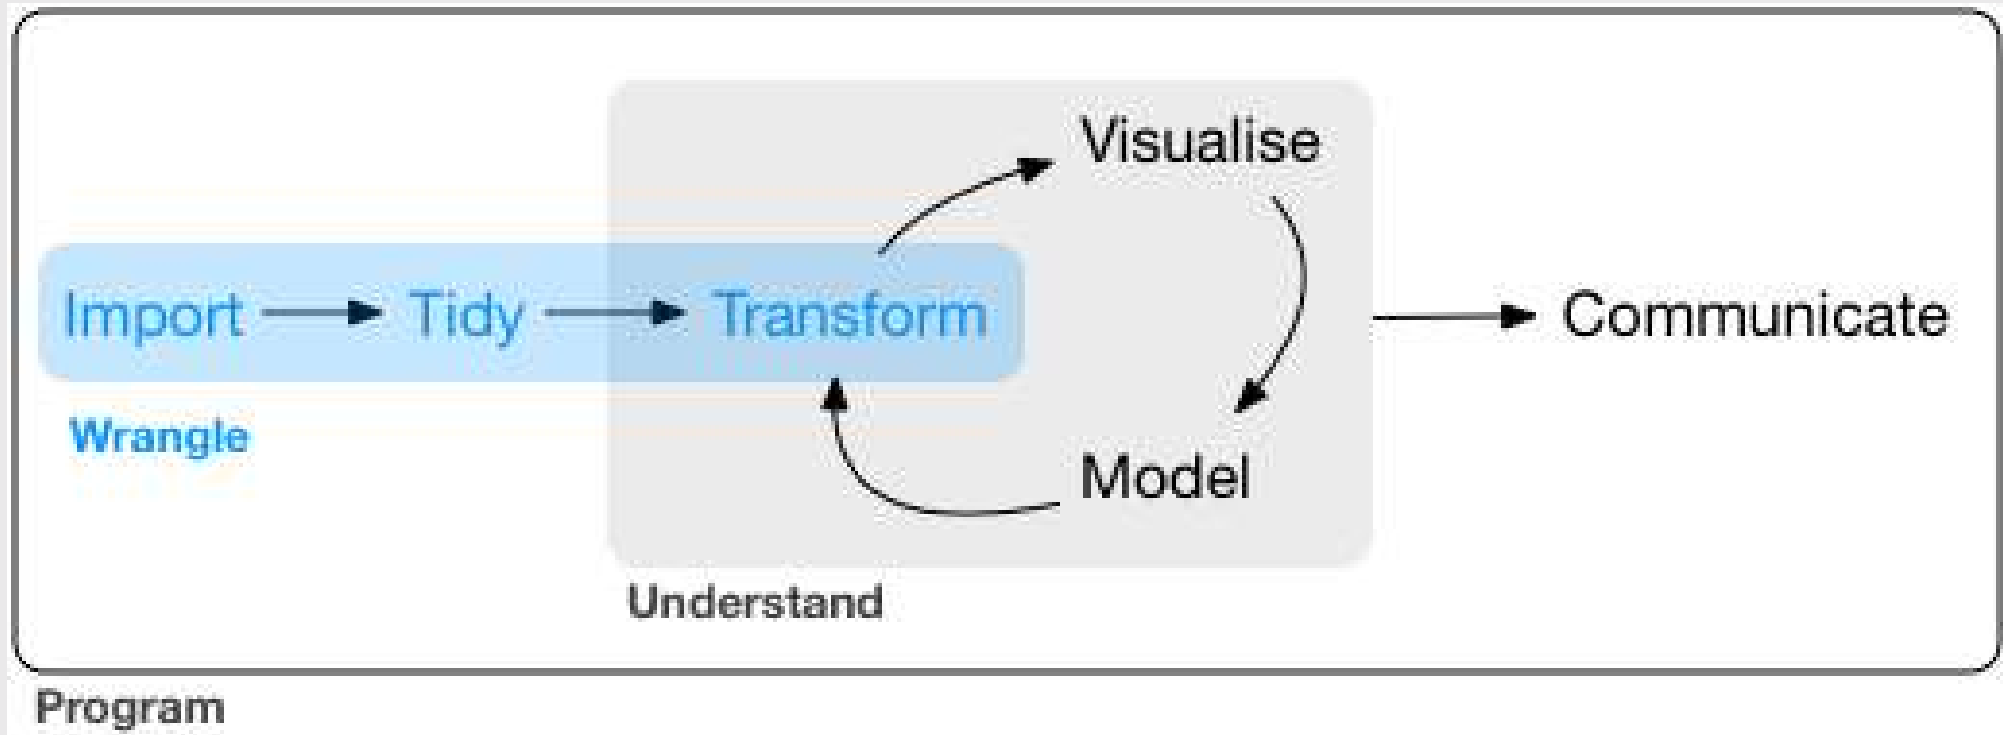 Visualise
Import Tidy Transform Communicate
Wrangle
Model
Understand
Program